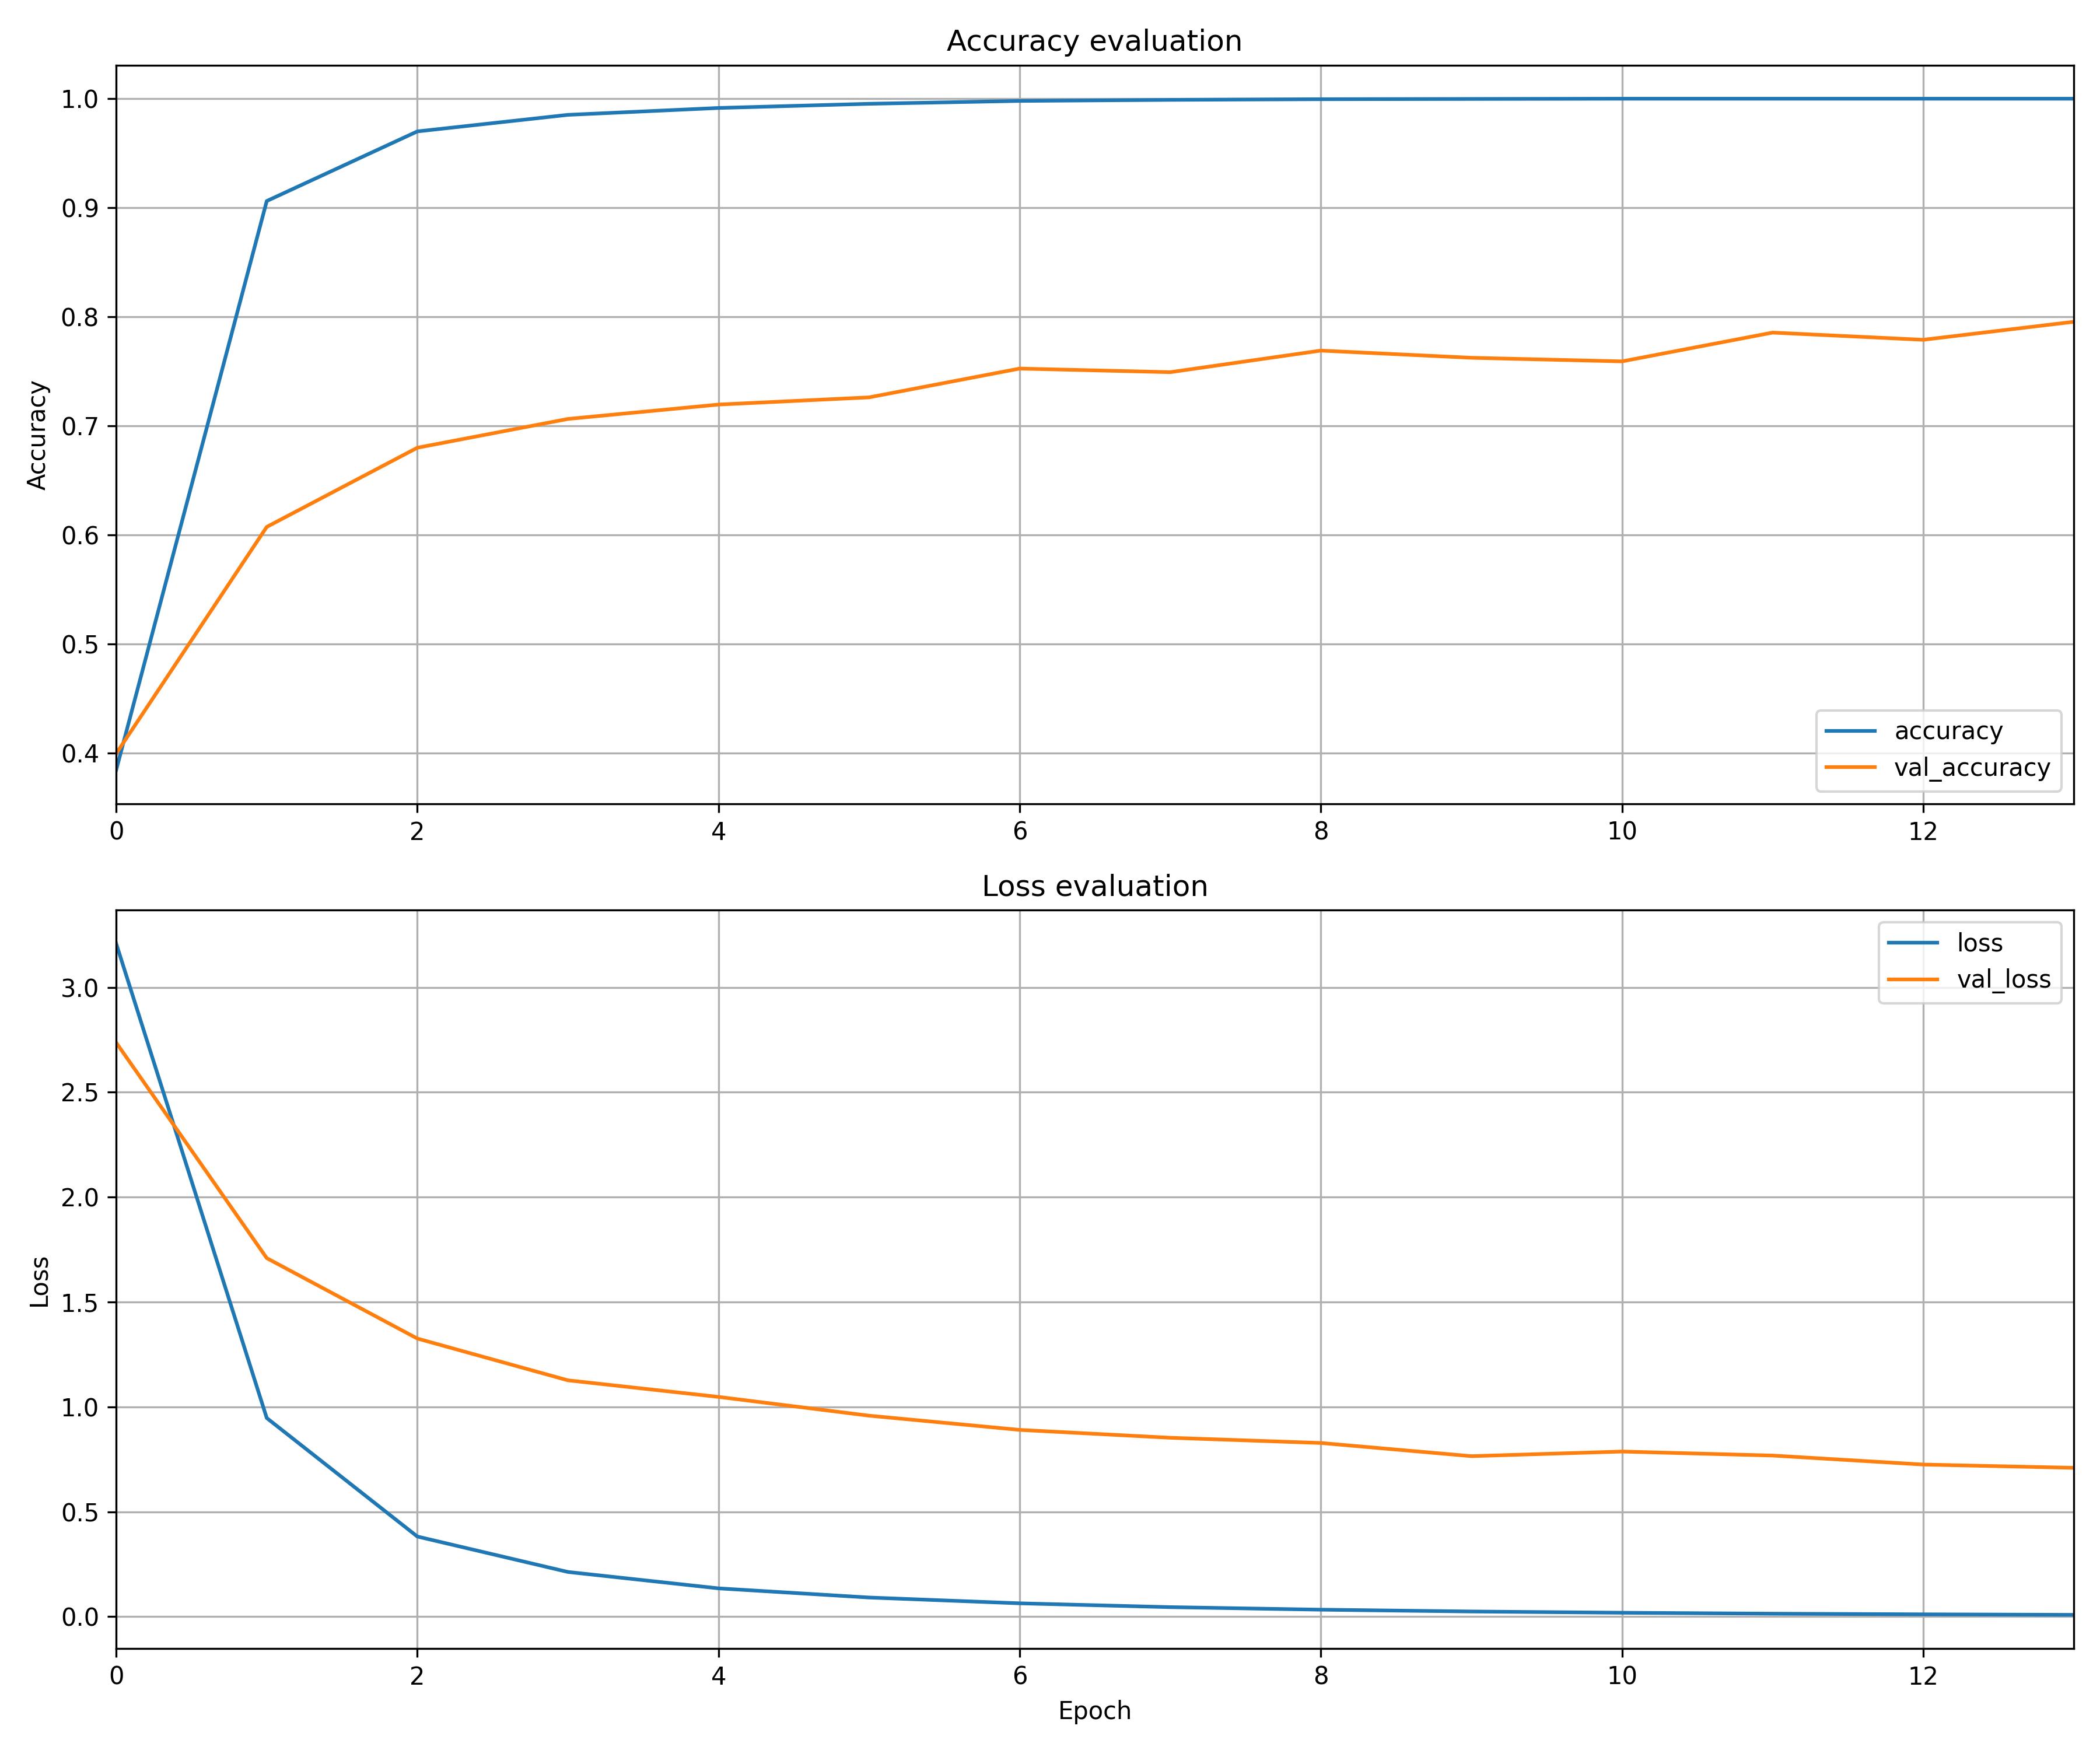 Accuracy evaluation
1.0
0.9
0.8
0.7
0.6
0.5
0.4
Accuracy
accuracy
val_accuracy
0 2 4 6 8 10 12
Loss evaluation
loss
val_loss
3.0
2.5
2.0
1.5
1.0
0.5
0.0
Loss
0 2 4 6 8 10 12
Epoch